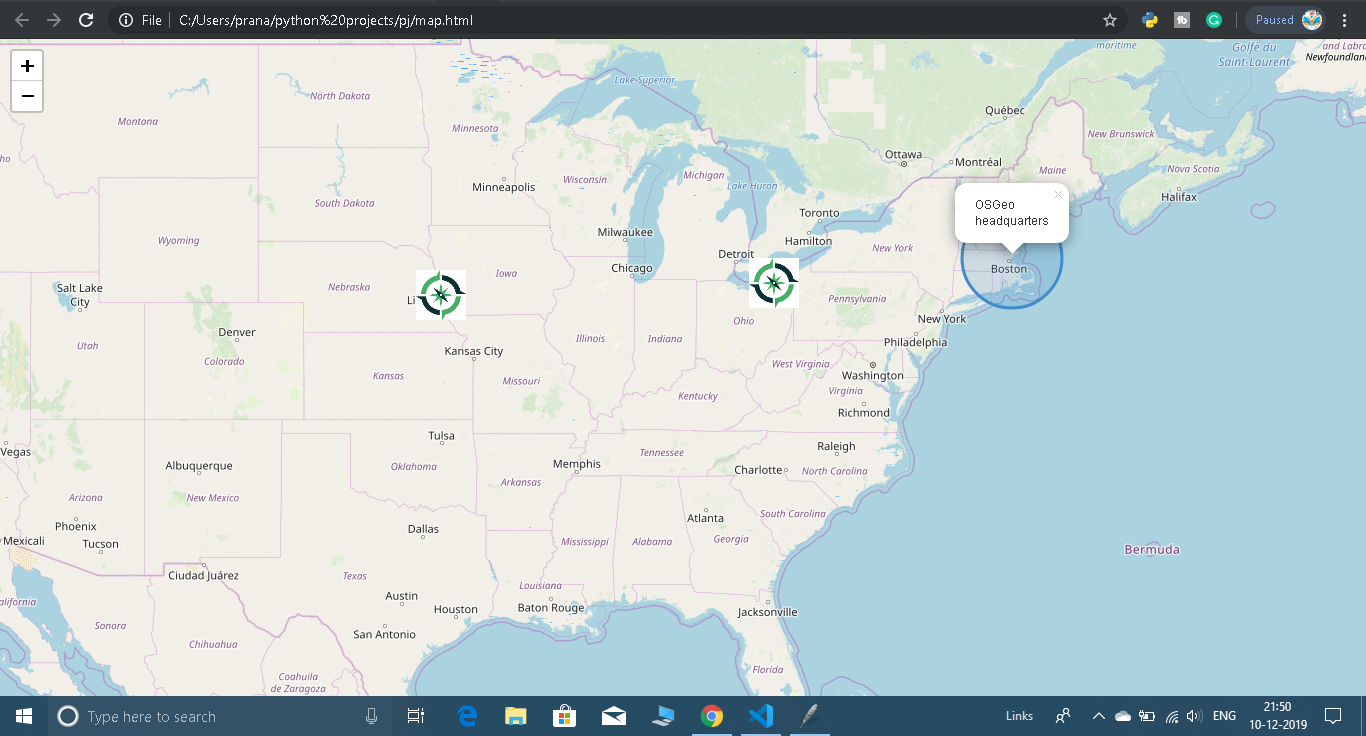 File C:/Users/prana/python%20projects/pj/map.html
Paused
+
−
maritime
Golfe du
Saint-Laurent
and Labra
Newfoundland
Lake Superior
North Dakota
Québec
Montana
Minnesota
New Brunswick
ho
Ottawa
Montréal
Maine
Nova Scotia
Michigan
Wisconsin
Minneapolis
Lake Huron
Halifax
South Dakota
OSGeo
headquarters
×
Toronto
Milwaukee
Hamilton
Wyoming
New York
Detroit
Chicago
Boston
Iowa
Salt Lake
City
Nebraska
Li
Pennsylvania
Ohio
New York
Denver
Utah
Colorado
Illinois
Indiana
Philadelphia
Kansas City
West Virginia
Kansas
Missouri
Washington
Virginia
Kentucky
Richmond
Tulsa
Raleigh
Vegas
Albuquerque
Oklahoma
Memphis
Tennessee
Charlotte
North Carolina
Arizona
New Mexico
Arkansas
South Carolina
Atlanta
Phoenix
Dallas
Mexicali
Tucson
Mississippi
Alabama
Georgia
Bermuda
Ciudad Juárez
Texas
Louisiana
alifornia
Austin
Houston
Baton Rouge
Jacksonville
Sonora
San Antonio
Chihuahua
Florida
Coahuila
de Zaragoza
Type here to search
Links
ENG
21:50
10-12-2019